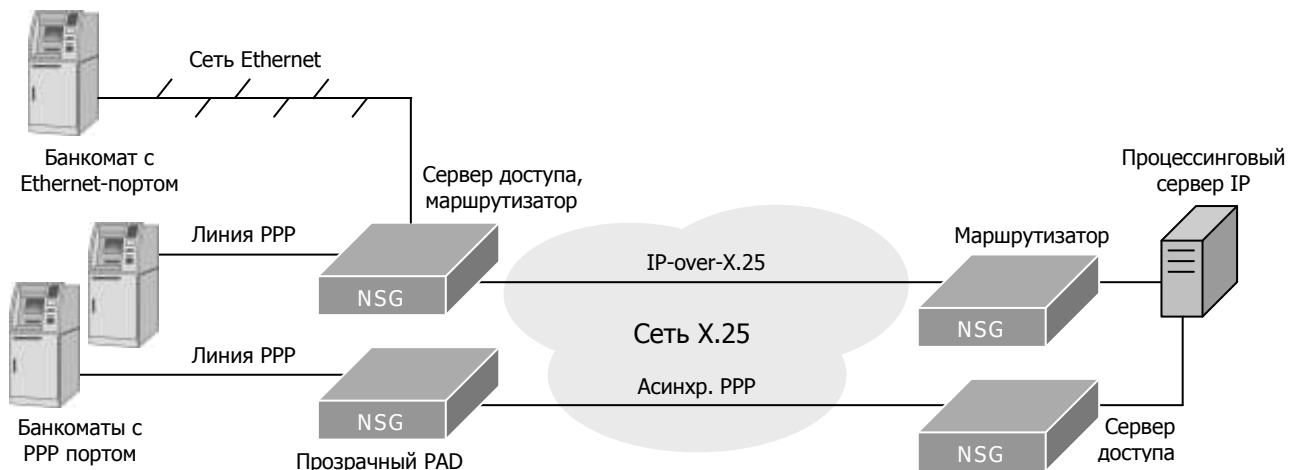 Сеть Ethernet
Банкомат с
Ethernet-портом
Сервер доступа,
маршрутизатор
Процессинговый
сервер IP
Линия PPP
IP-over-X.25
Маршрутизатор
NSG
NSG
Сеть X.25
Линия PPP
Асинхр. PPP
NSG
NSG
Банкоматы с
PPP портом
Прозрачный PAD
Сервер
доступа